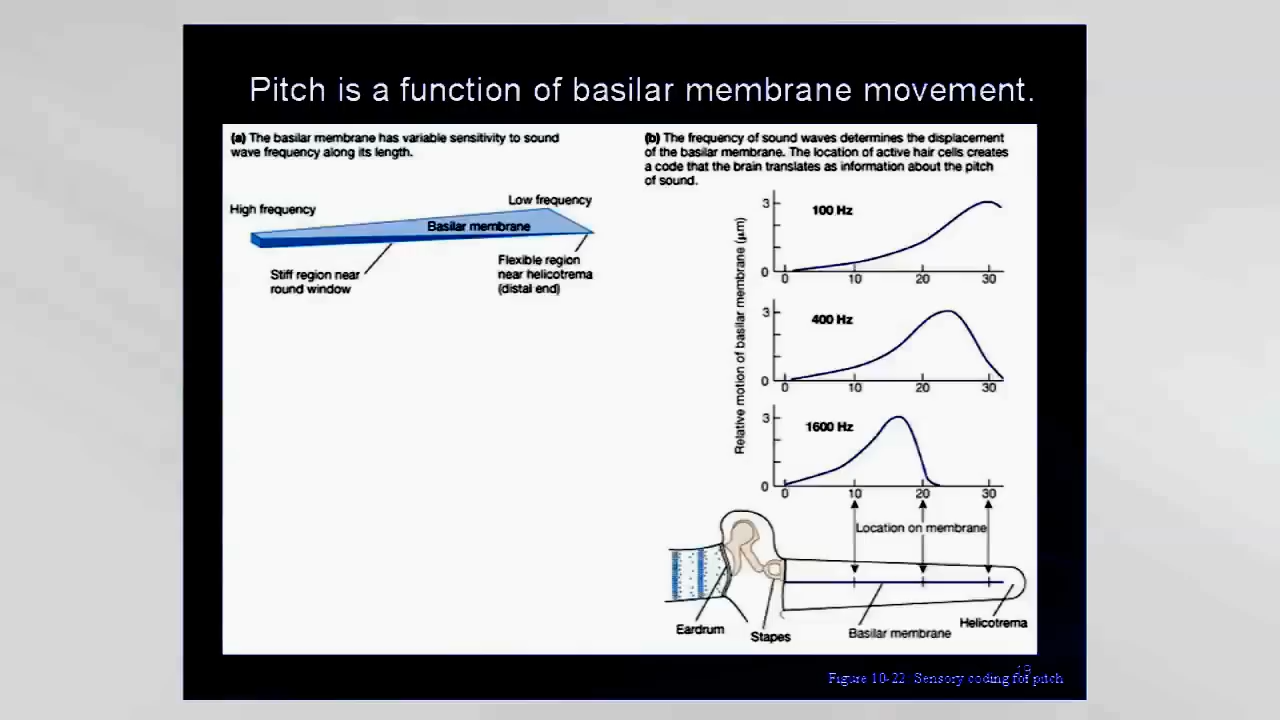 Pitch is a function of basilar membrane movement.
(a) The basilar membrane has variable sensitivity to sound
wave frequency along its length.
High frequency
Low frequency
Basilar membrane
Stiff region near
round window
Flexible region
near helicotrema
(distal end)
(b) The frequency of sound waves determines the displacement
of the basilar membrane. The location of active hair cells creates
a code that the brain translates as information about the pitch
of sound.
Relative motion of basilar membrane (μm)
100 Hz
3
0
0 10 20 30
400 Hz
3
0
0 10 20 30
1600 Hz
3
0
0 10 20 30
Location on membrane
Eardrum
Stapes
Basilar membrane
Helicotrema
Figure 10-22 Sensory coding for pitch